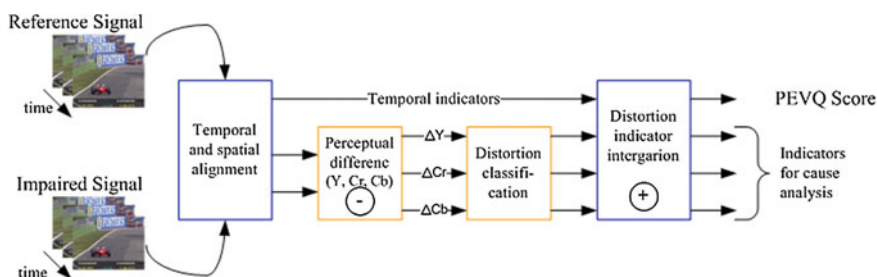 Reference Signal
time
Impaired Signal
time
Temporal
and spatial
alignment
Temporal indicators
Perceptual
differenc
(Y, Cr, Cb)
-
ΔY
ΔCr
ΔCb
Distortion
classifi-
cation
Distortion
indicator
intergarion
+
PEVQ Score
Indicators
for cause
analysis